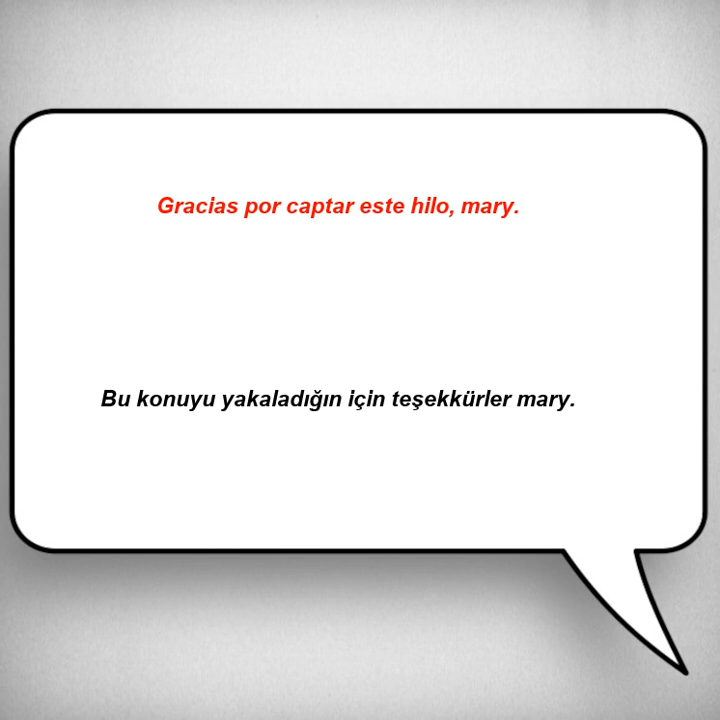 Gracias por captar este hilo, mary.
Bu konuyu yakaladığın için teşekkürler mary.